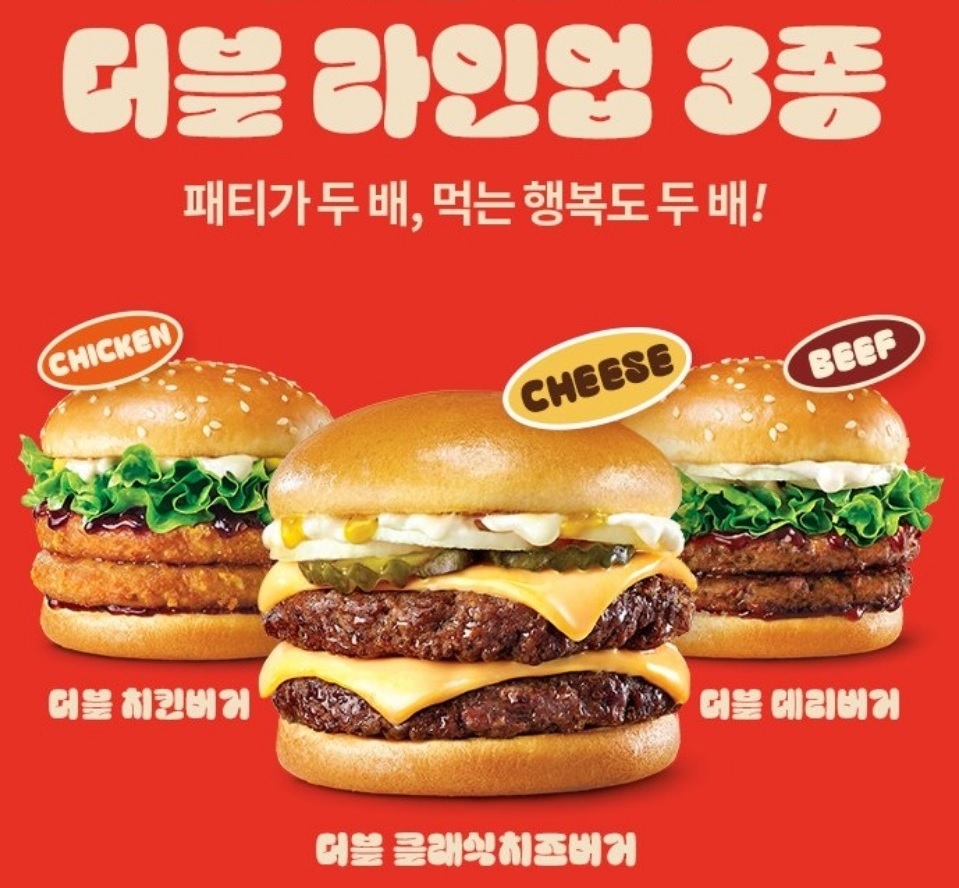 더블 라인업 3종
패티가 두 배, 먹는 행복도 두 배!
CHICKEN
CHEESE
BEEF
더블 치킨버거
더블 데리버거
더블 클래식치즈버거